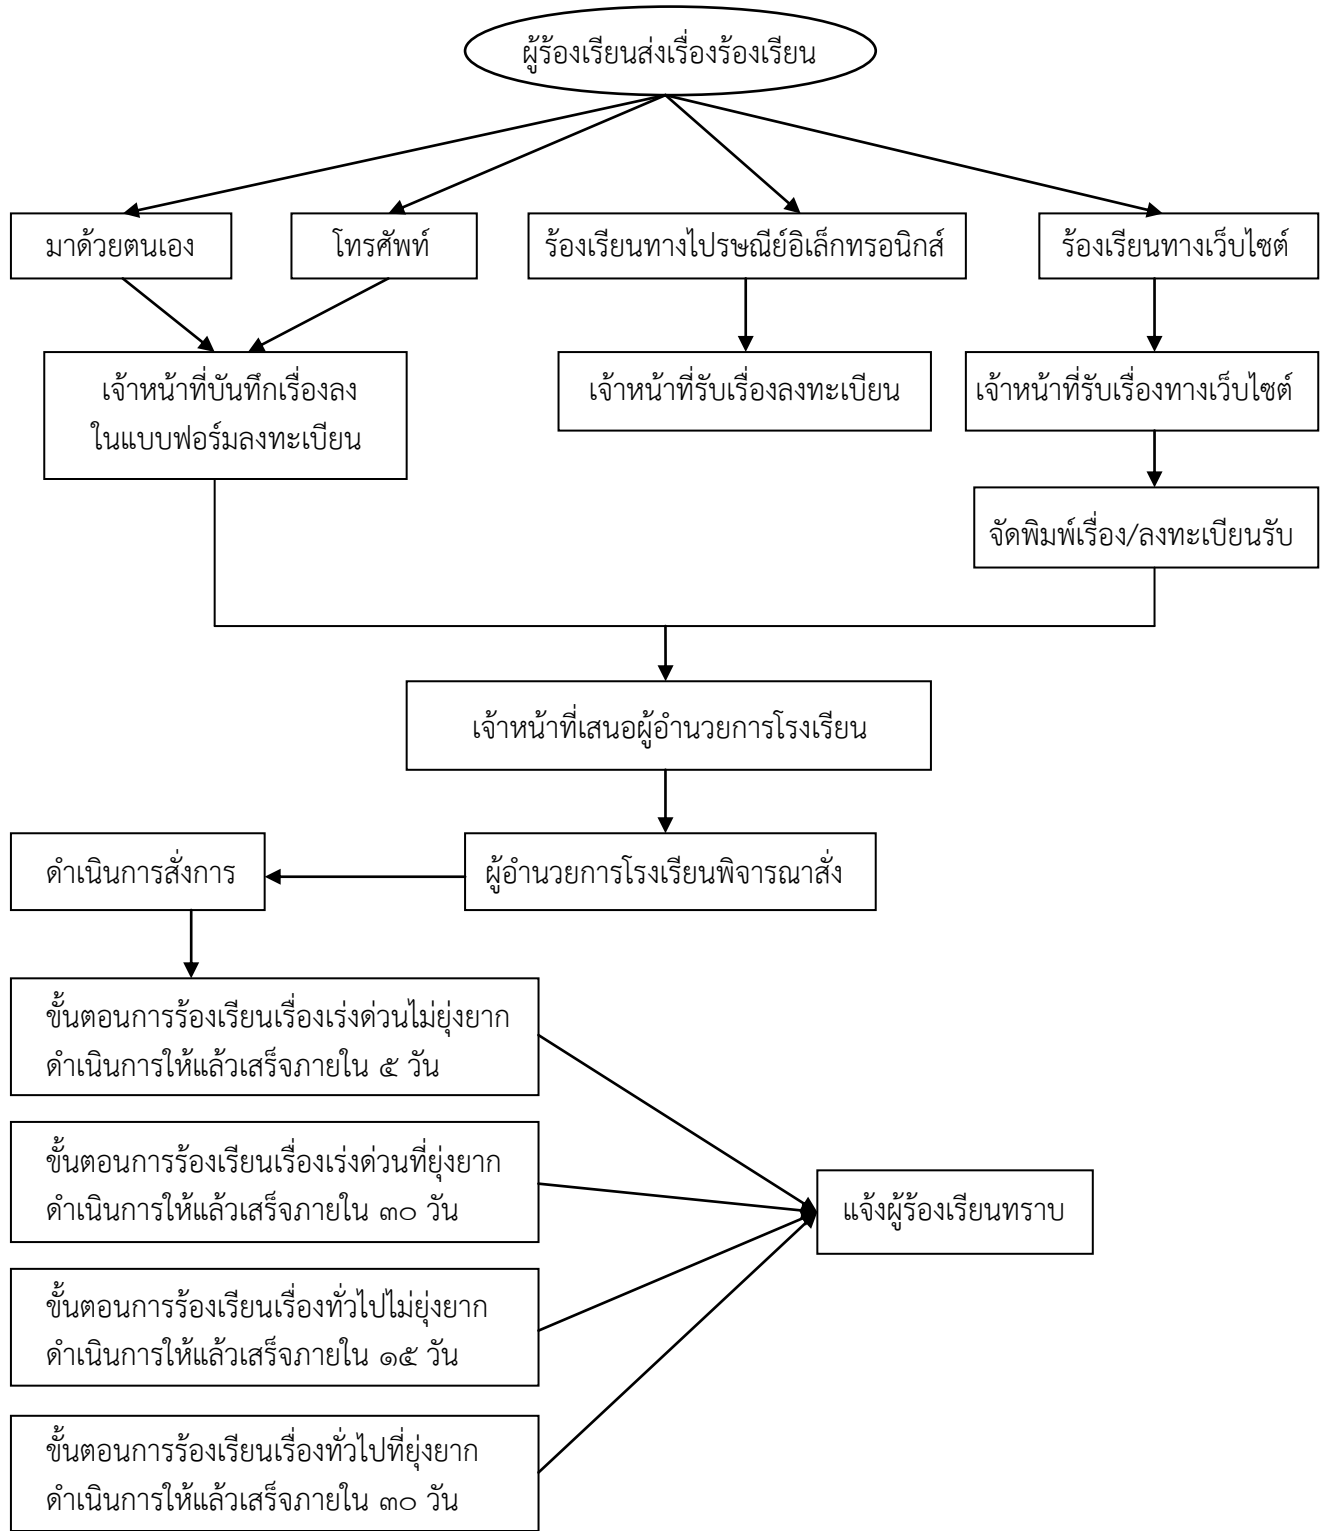 ผู้ร้องเรียนส่งเรื่องร้องเรียน
มาด้วยตนเอง
โทรศัพท์
ร้องเรียนทางไปรษณีย์อิเล็กทรอนิกส์
ร้องเรียนทางเว็บไซต์
เจ้าหน้าที่บันทึกเรื่องลง
ในแบบฟอร์มลงทะเบียน
เจ้าหน้าที่รับเรื่องลงทะเบียน
เจ้าหน้าที่รับเรื่องทางเว็บไซต์
จัดพิมพ์เรื่อง/ลงทะเบียนรับ
เจ้าหน้าที่เสนอผู้อำนวยการโรงเรียน
ดำเนินการสั่งการ
ผู้อำนวยการโรงเรียนพิจารณาสั่ง
ขั้นตอนการร้องเรียนเรื่องเร่งด่วนไม่ยุ่งยาก
ดำเนินการให้แล้วเสร็จภายใน ๕ วัน
ขั้นตอนการร้องเรียนเรื่องเร่งด่วนที่ยุ่งยาก
ดำเนินการให้แล้วเสร็จภายใน ๓๐ วัน
แจ้งผู้ร้องเรียนทราบ
ขั้นตอนการร้องเรียนเรื่องทั่วไปไม่ยุ่งยาก
ดำเนินการให้แล้วเสร็จภายใน ๑๕ วัน
ขั้นตอนการร้องเรียนเรื่องทั่วไปที่ยุ่งยาก
ดำเนินการให้แล้วเสร็จภายใน ๓๐ วัน